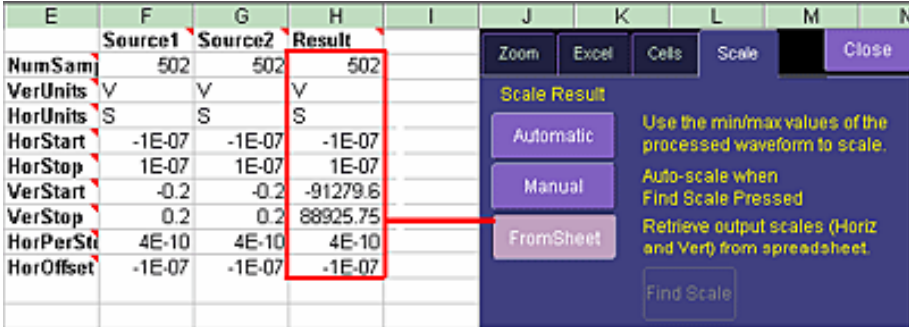 E F G H I J K L M N
Source1 Source2 Result
NumSamp 502 502 502
VerUnits V V V
HorUnits S S S
HorStart -1E-07 -1E-07 -1E-07
HorStop 1E-07 1E-07 1E-07
VerStart -0.2 -0.2 -91279.6
VerStop 0.2 0.2 88925.75
HorPerSt 4E-10 4E-10 4E-10
HorOffset -1E-07 -1E-07 -1E-07
Zoom Excel Cells Scale Close
Scale Result
Automatic
Use the min/max values of the
processed waveform to scale.
Manual
Auto-scale when
Find Scale Pressed
FromSheet
Retrieve output scales (Horiz
and Vert) from spreadsheet.
Find Scale